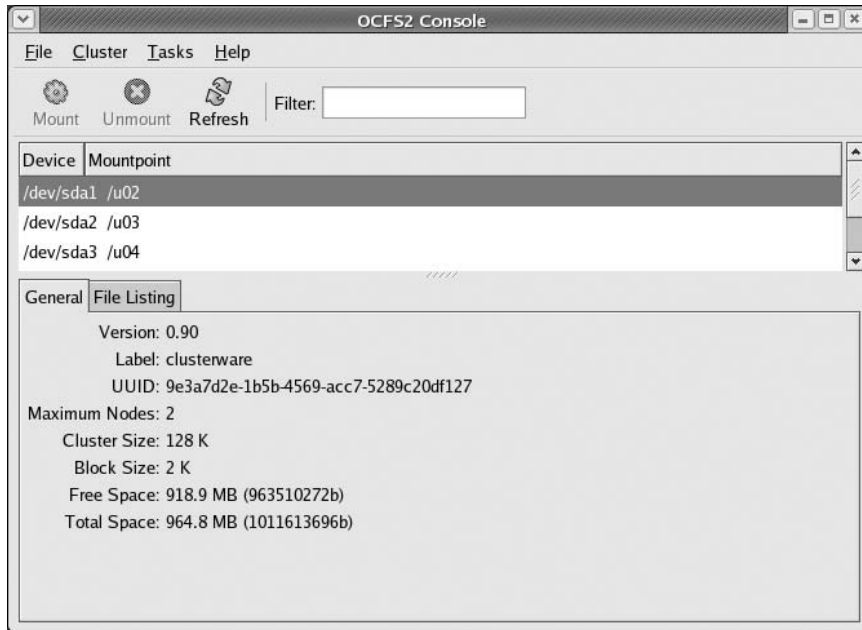 OCFS2 Console
File Cluster Tasks Help
Mount Unmount Refresh Filter:
Device Mountpoint
/dev/sda1 /u02
/dev/sda2 /u03
/dev/sda3 /u04
General File Listing
Version: 0.90
Label: clusterware
UUID: 9e3a7d2e-1b5b-4569-acc7-5289c20df127
Maximum Nodes: 2
Cluster Size: 128 K
Block Size: 2 K
Free Space: 918.9 MB (963510272b)
Total Space: 964.8 MB (1011613696b)